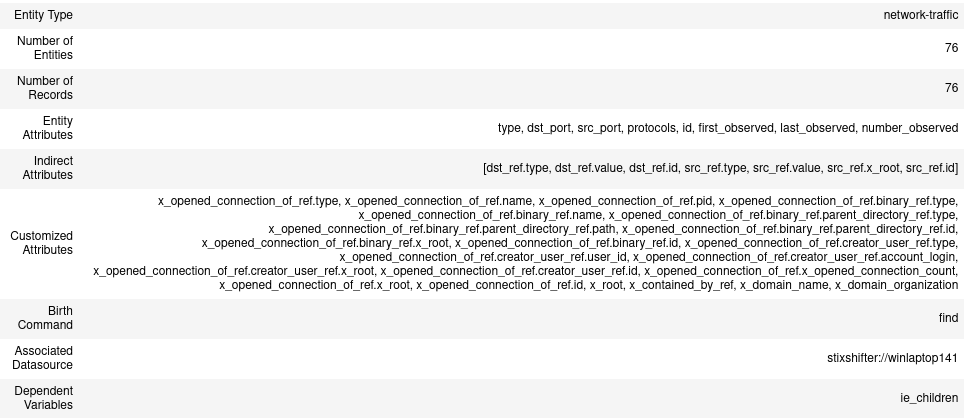 Entity Type network-traffic
Number of
Entities 76
Number of
Records 76
Entity
Attributes type, dst_port, src_port, protocols, id, first_observed, last_observed, number_observed
Indirect
Attributes [dst_ref.type, dst_ref.value, dst_ref.id, src_ref.type, src_ref.value, src_ref.x_root, src_ref.id]
Customized
Attributes x_opened_connection_of_ref.type, x_opened_connection_of_ref.name, x_opened_connection_of_ref.pid, x_opened_connection_of_ref.binary_ref.type,
x_opened_connection_of_ref.binary_ref.name, x_opened_connection_of_ref.binary_ref.parent_directory_ref.type,
x_opened_connection_of_ref.binary_ref.parent_directory_ref.path, x_opened_connection_of_ref.binary_ref.parent_directory_ref.id,
x_opened_connection_of_ref.binary_ref.x_root, x_opened_connection_of_ref.binary_ref.id, x_opened_connection_of_ref.creator_user_ref.type,
x_opened_connection_of_ref.creator_user_ref.user_id, x_opened_connection_of_ref.creator_user_ref.account_login,
x_opened_connection_of_ref.creator_user_ref.x_root, x_opened_connection_of_ref.creator_user_ref.id, x_opened_connection_of_ref.x_opened_connection_count,
x_opened_connection_of_ref.x_root, x_opened_connection_of_ref.id, x_root, x_contained_by_ref, x_domain_name, x_domain_organization
Birth
Command find
Associated
Datasource stixshifter://winlaptop141
Dependent
Variables ie_children